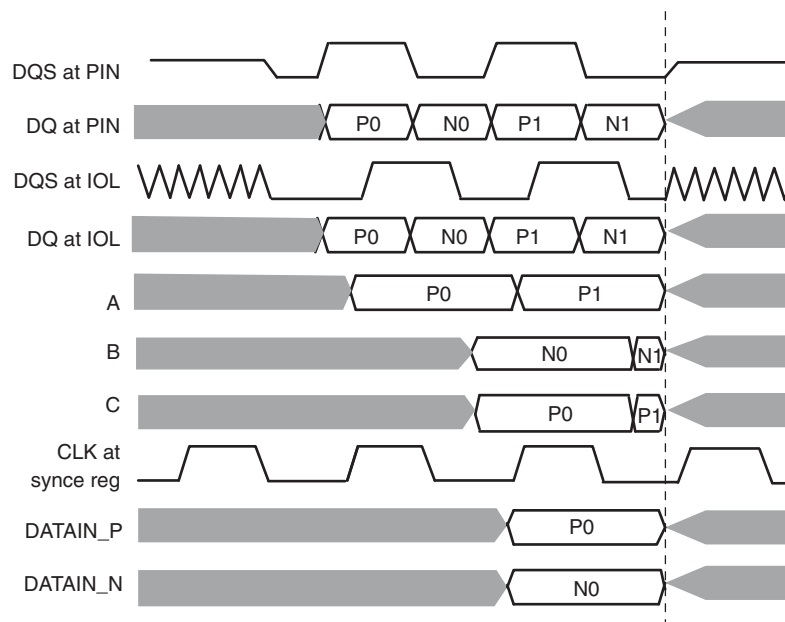 DQS at PIN
DQ at PIN P0 N0 P1 N1
DQS at IOL
DQ at IOL P0 N0 P1 N1
A P0 P1
B N0 N1
C P0 P1
CLK at
synce reg
DATAIN_P P0
DATAIN_N N0